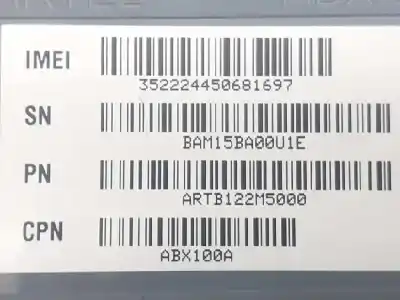 IMEI
352224450681697
SN
BAM15BA00U1E
PN
ARTB122M5000
CPN
ABX100A